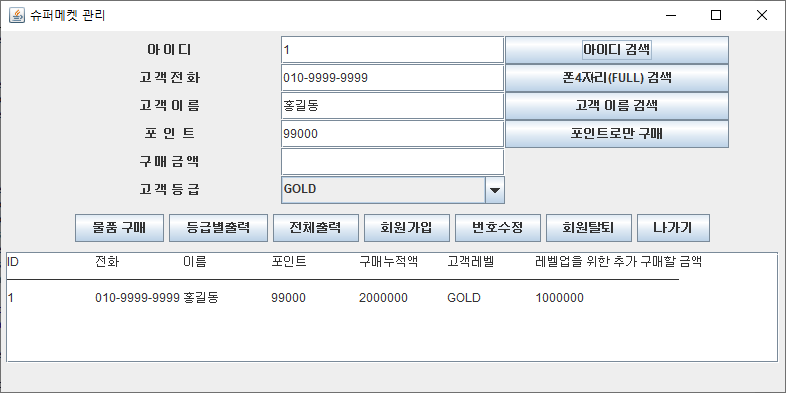 슈퍼메켓 관리
아 이 디 1 아이디 검색
고 객 전 화 010-9999-9999 폰4자리(FULL) 검색
고 객 이 름 홍길동 고객 이름 검색
포 인 트 99000 포인트로만 구매
구 매 금 액
고 객 등 급 GOLD
물품 구매 등급별출력 전체출력 회원가입 번호수정 회원탈퇴 나가기
ID 전화 이름 포인트 구매누적액 고객레벨 레벨업을 위한 추가 구매할 금액
1 010-9999-9999 홍길동 99000 2000000 GOLD 1000000